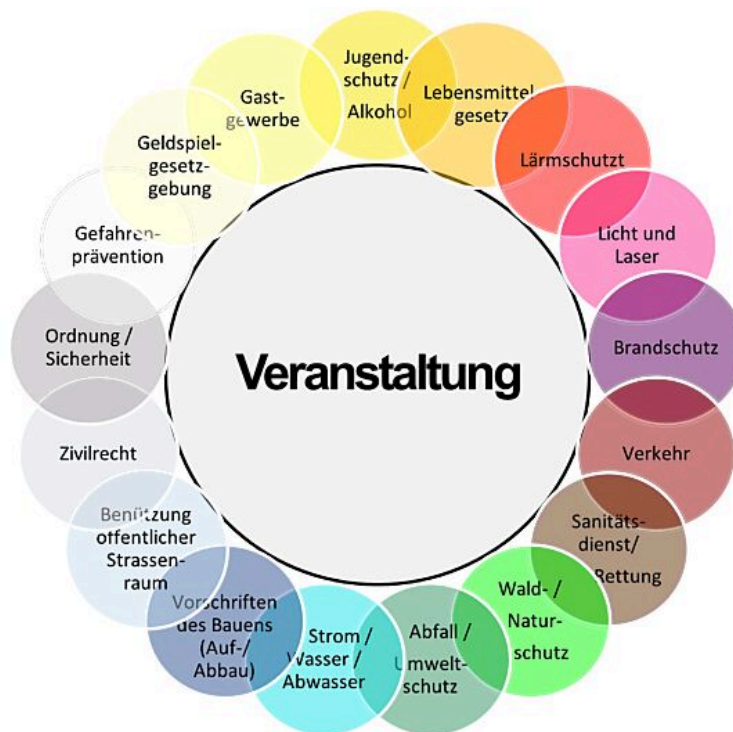 Jugend-
schutz /
Alkohol
Lebensmittel
gesetz
Lärmschutzt
Licht und
Laser
Brandschutz
Verkehr
Sanitäts-
dienst/
Rettung
Wald- /
Natur-
schutz
Abfall /
Umwelt-
schutz
Strom /
Wasser /
Abwasser
Vorschriften
des Bauens
(Auf-/
Abbau)
Benützung
offentlicher
Strassen-
raum
Zivilrecht
Ordnung /
Sicherheit
Gefahren-
prävention
Geldspiel-
gesetz-
gebung
Gast-
gewerbe
Veranstaltung